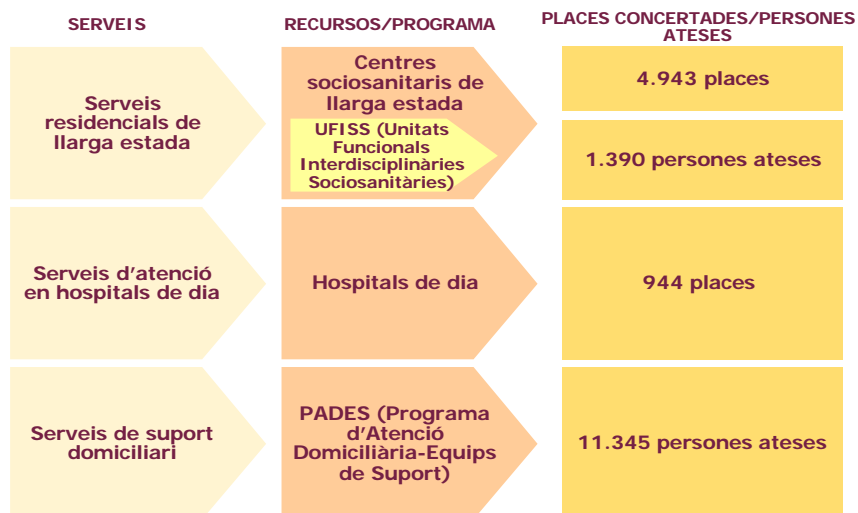 SERVEIS
RECURSOS/PROGRAMA
PLACES CONCERTADES/PERSONES
ATESES
Serveis
residencials de
llarga estada
Centres
sociosanitaris de
llarga estada
UFISS (Unitats
Funcionals
Interdisciplinàries
Sociosanitàries)
4.943 places
1.390 persones ateses
Serveis d'atenció
en hospitals de dia
Hospitals de dia
944 places
Serveis de suport
domiciliari
PADES (Programa
d'Atenció
Domiciliària-Equips
de Suport)
11.345 persones ateses